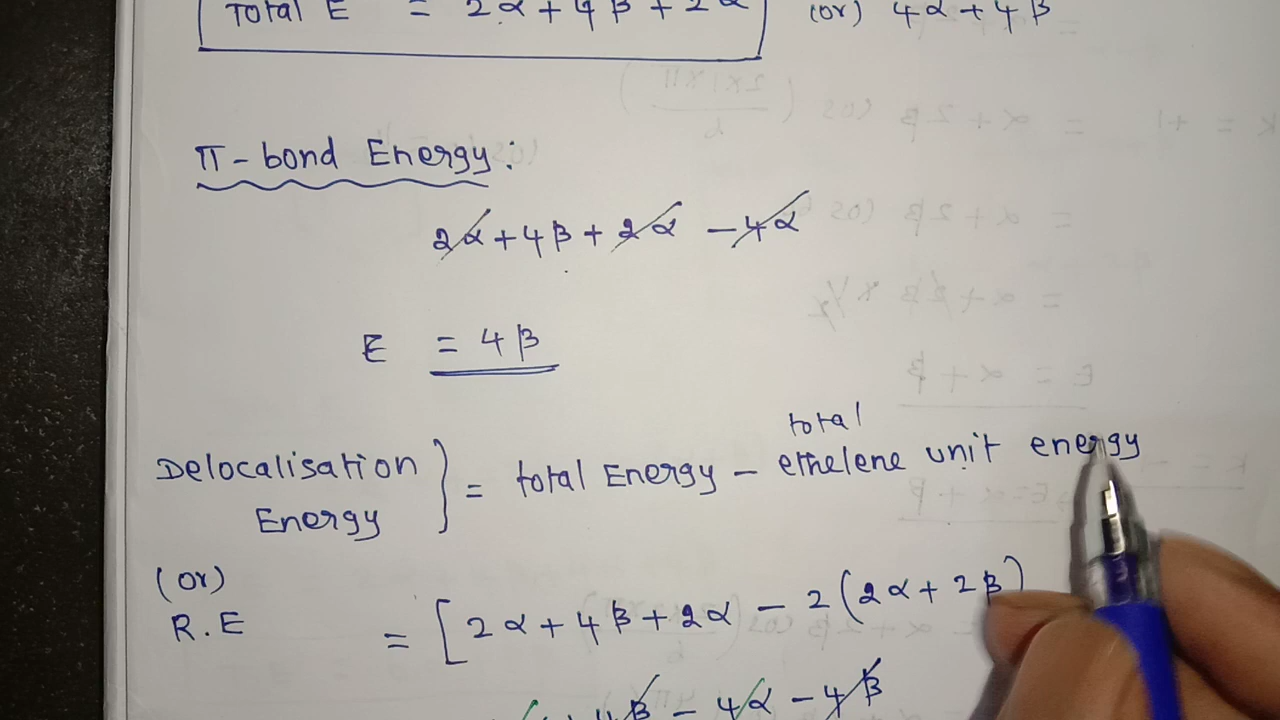 Total E = 2α + 4β + 2α (or) 4α + 4β
π - bond Energy :
2α + 4β + 2α - 4α
E = 4β
total
Delocalisation Energy } = total Energy - ethelene unit energy
(or)
R.E
= [ 2α + 4β + 2α - 2(2α + 2β)
4β - 4α - 4β